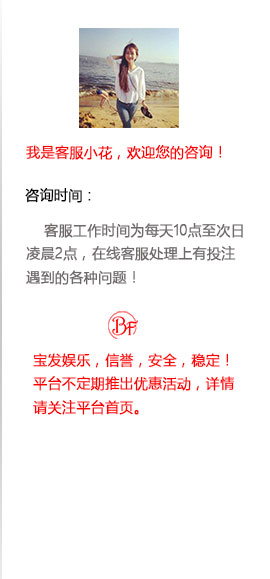 我是客服小花，欢迎您的咨询！
咨询时间：
客服工作时间为每天10点至次日
凌晨2点，在线客服处理上有投注
遇到的各种问题！
BF
宝发娱乐，信誉，安全，稳定！
平台不定期推出优惠活动，详情
请关注平台首页。